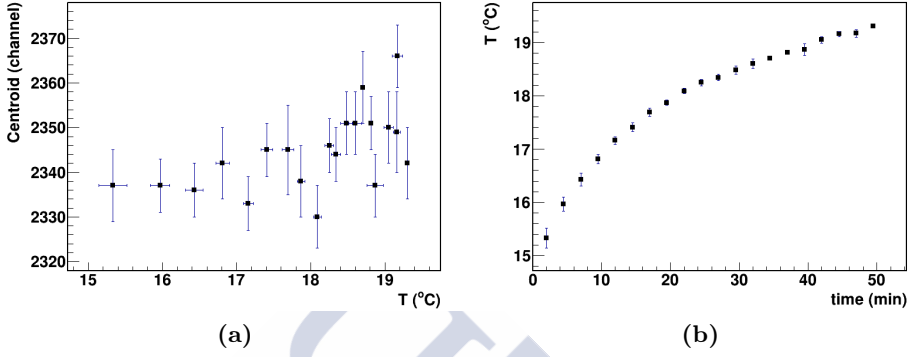 Centroid (channel)
2370
2360
2350
2340
2330
2320
15 16 17 18 19
T (°C)
(a)
T (°C)
19
18
17
16
15
0 10 20 30 40 50
time (min)
(b)